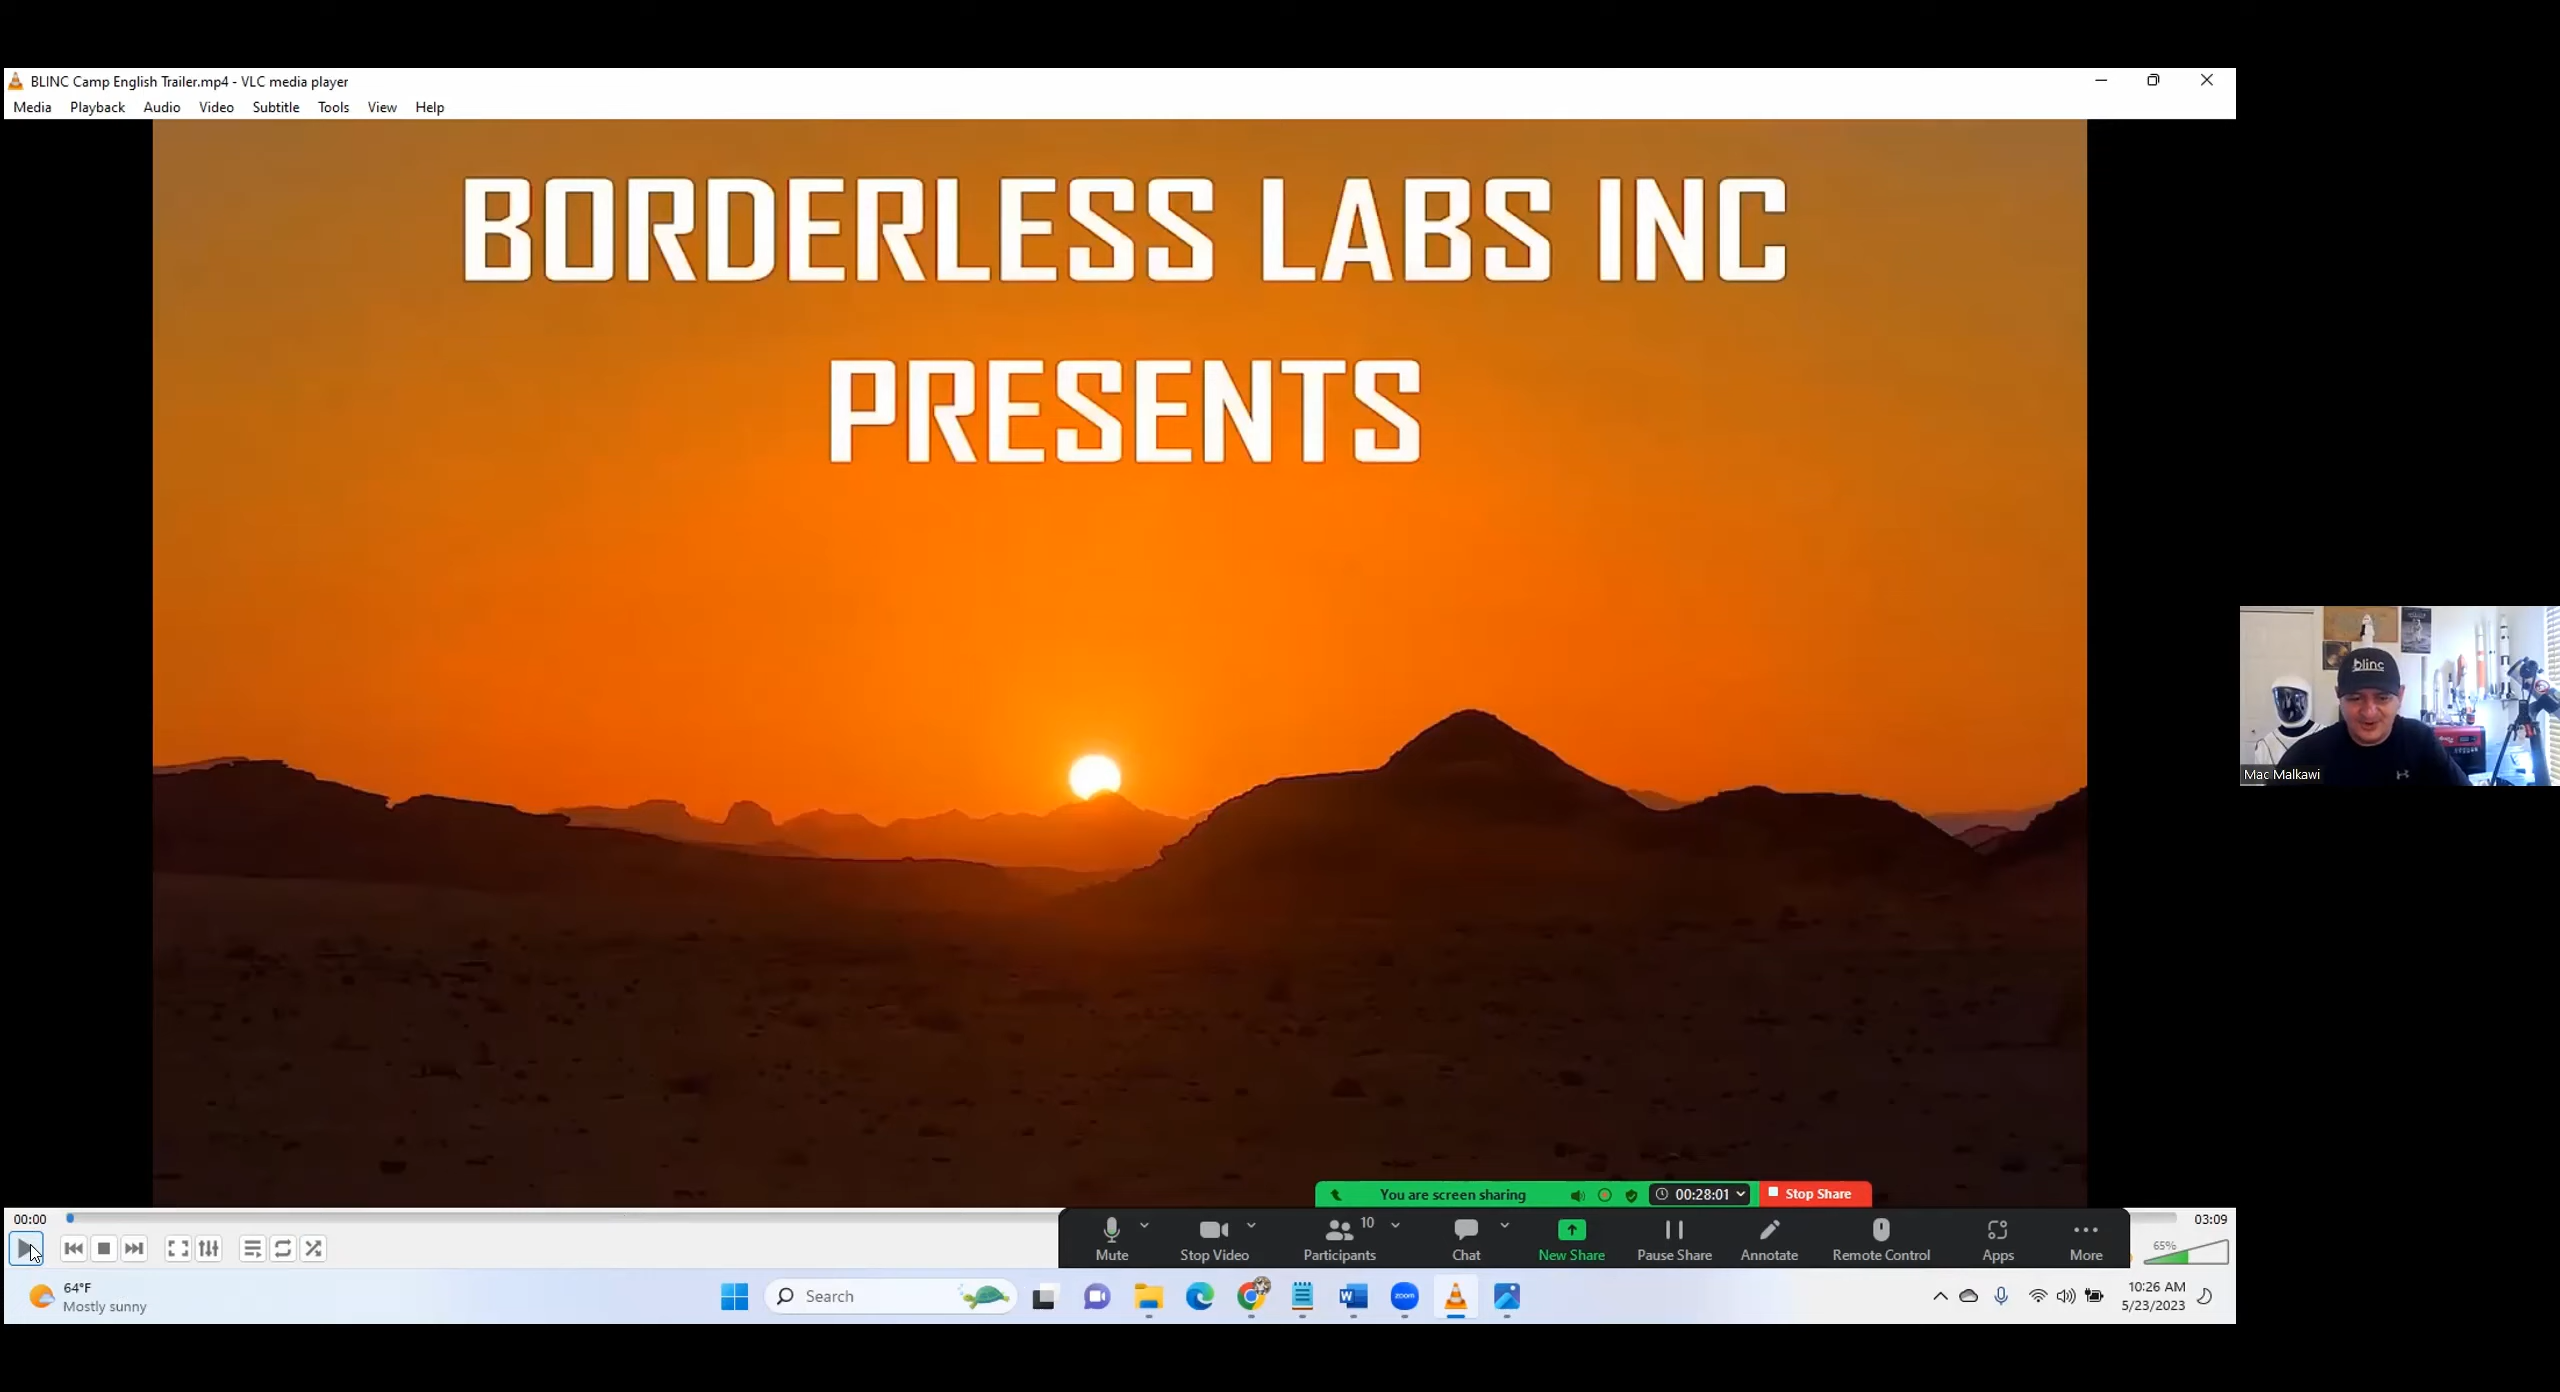 BLINC Camp English Trailer.mp4 - VLC media player
Media Playback Audio Video Subtitle Tools View Help
BORDERLESS LABS INC
PRESENTS
blinc
Mac Malkawi
You are screen sharing 00:28:01 Stop Share
00:00 03:09
10
65%
Mute Stop Video Participants Chat New Share Pause Share Annotate Remote Control Apps More
64°F
Mostly sunny
Search
zoom
10:26 AM
5/23/2023